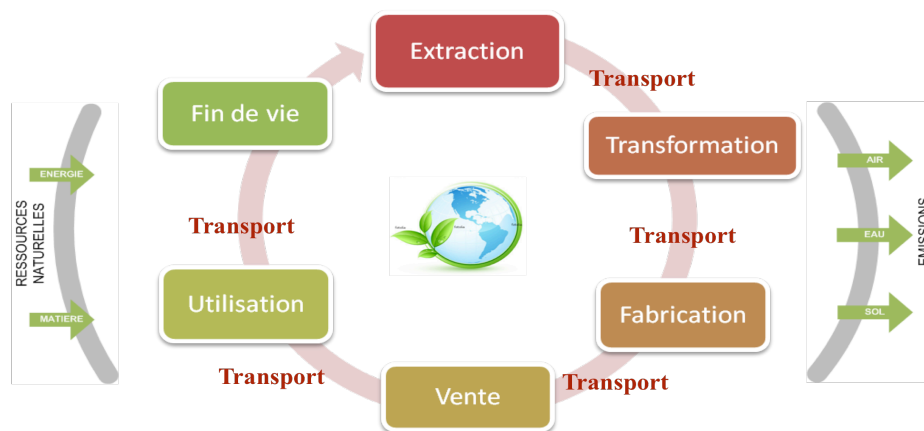 Extraction
Transport
Transformation
Transport
Fabrication
Transport
Vente
Transport
Utilisation
Transport
Fin de vie
RESSOURCES
NATURELLES
ENERGIE
MATIERE
AIR
EAU
SOL
EMISSIONS